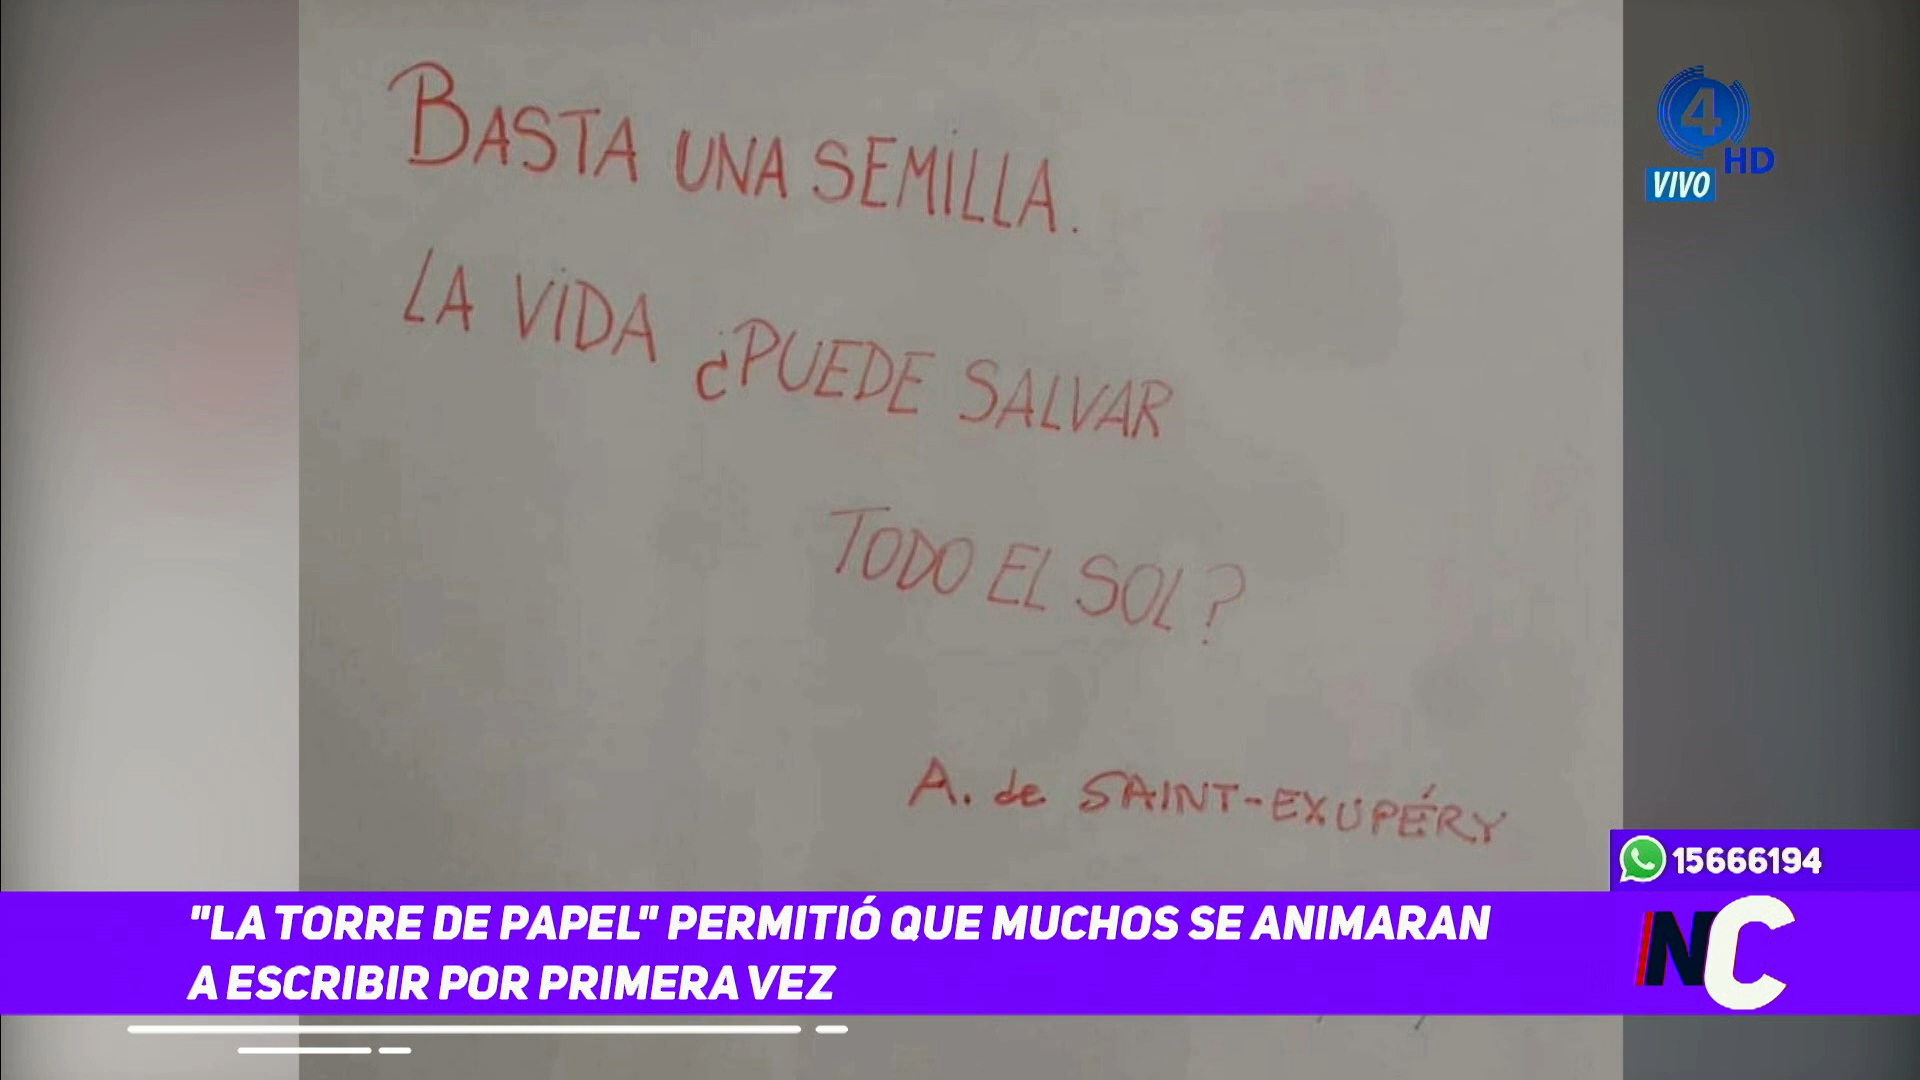 BASTA UNA SEMILLA.
LA VIDA ¿PUEDE SALVAR
TODO EL SOL?
A. de SAINT-EXUPÉRY
4
HD
VIVO
15666194
"LA TORRE DE PAPEL" PERMITIÓ QUE MUCHOS SE ANIMARAN
A ESCRIBIR POR PRIMERA VEZ
NC